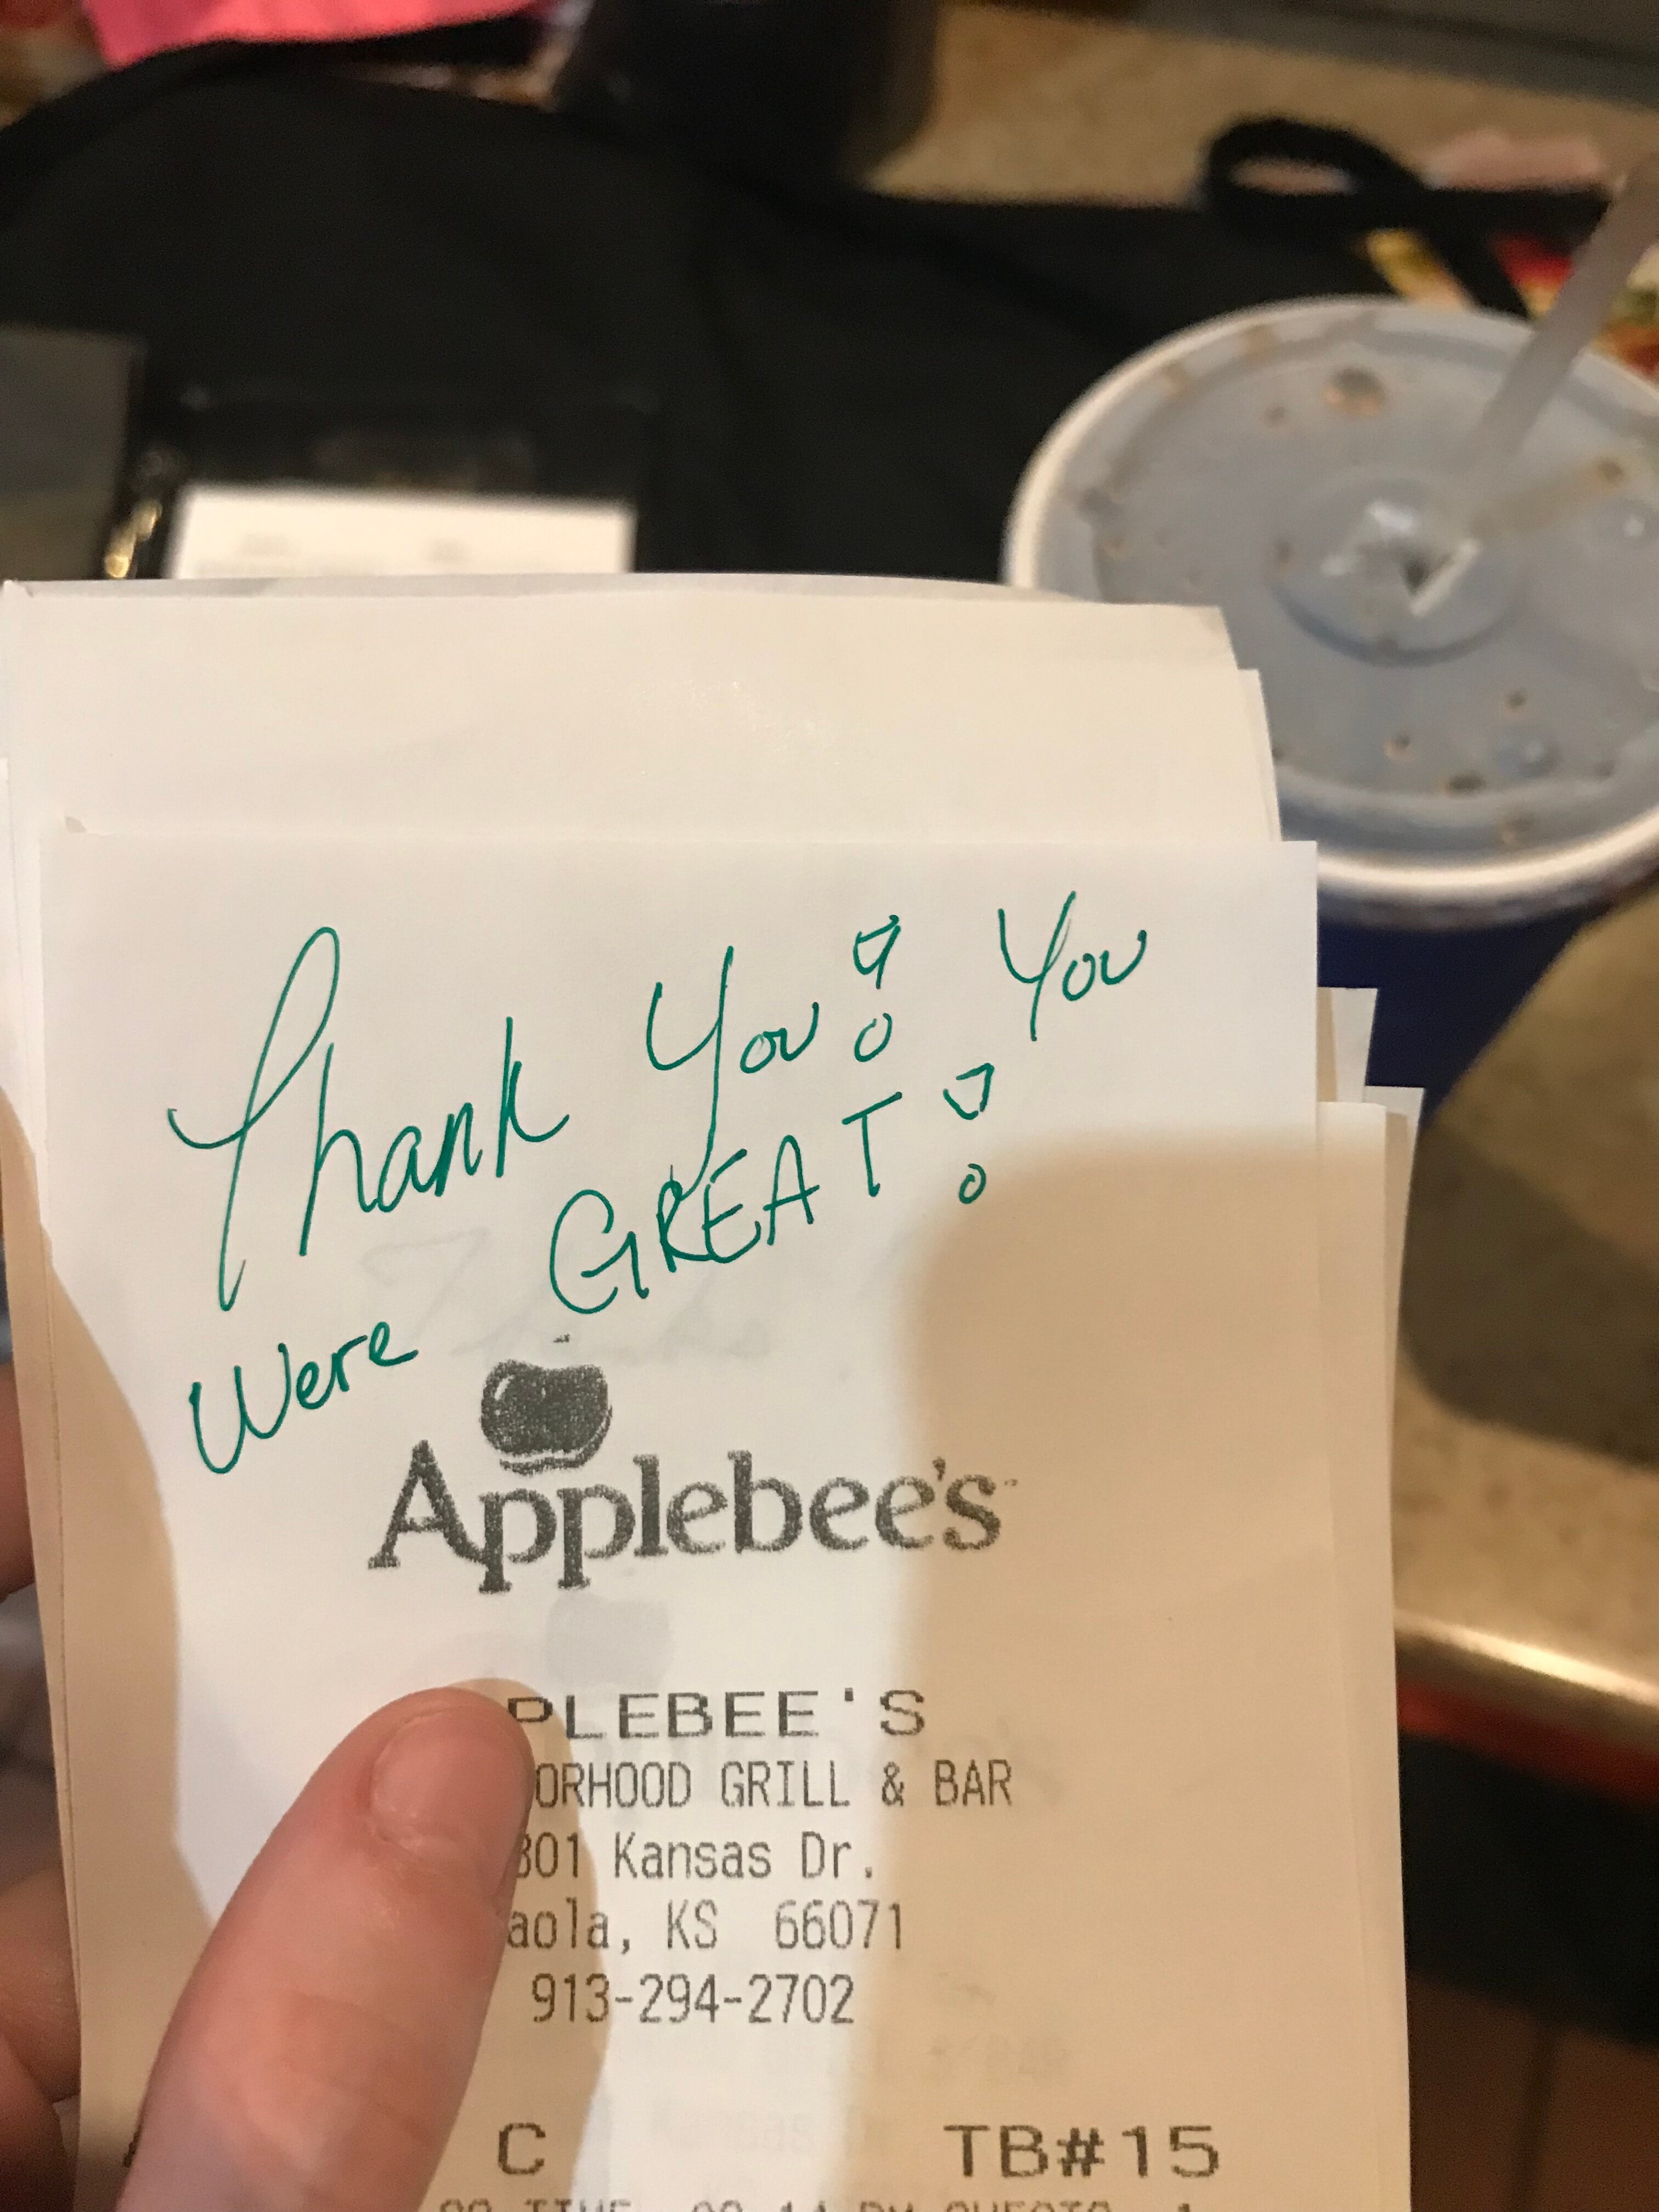 Thank You! You
were GREAT!
Applebee's
PLEBEE'S
ORHOOD GRILL & BAR
301 Kansas Dr.
aola, KS 66071
913-294-2702
C TB#15